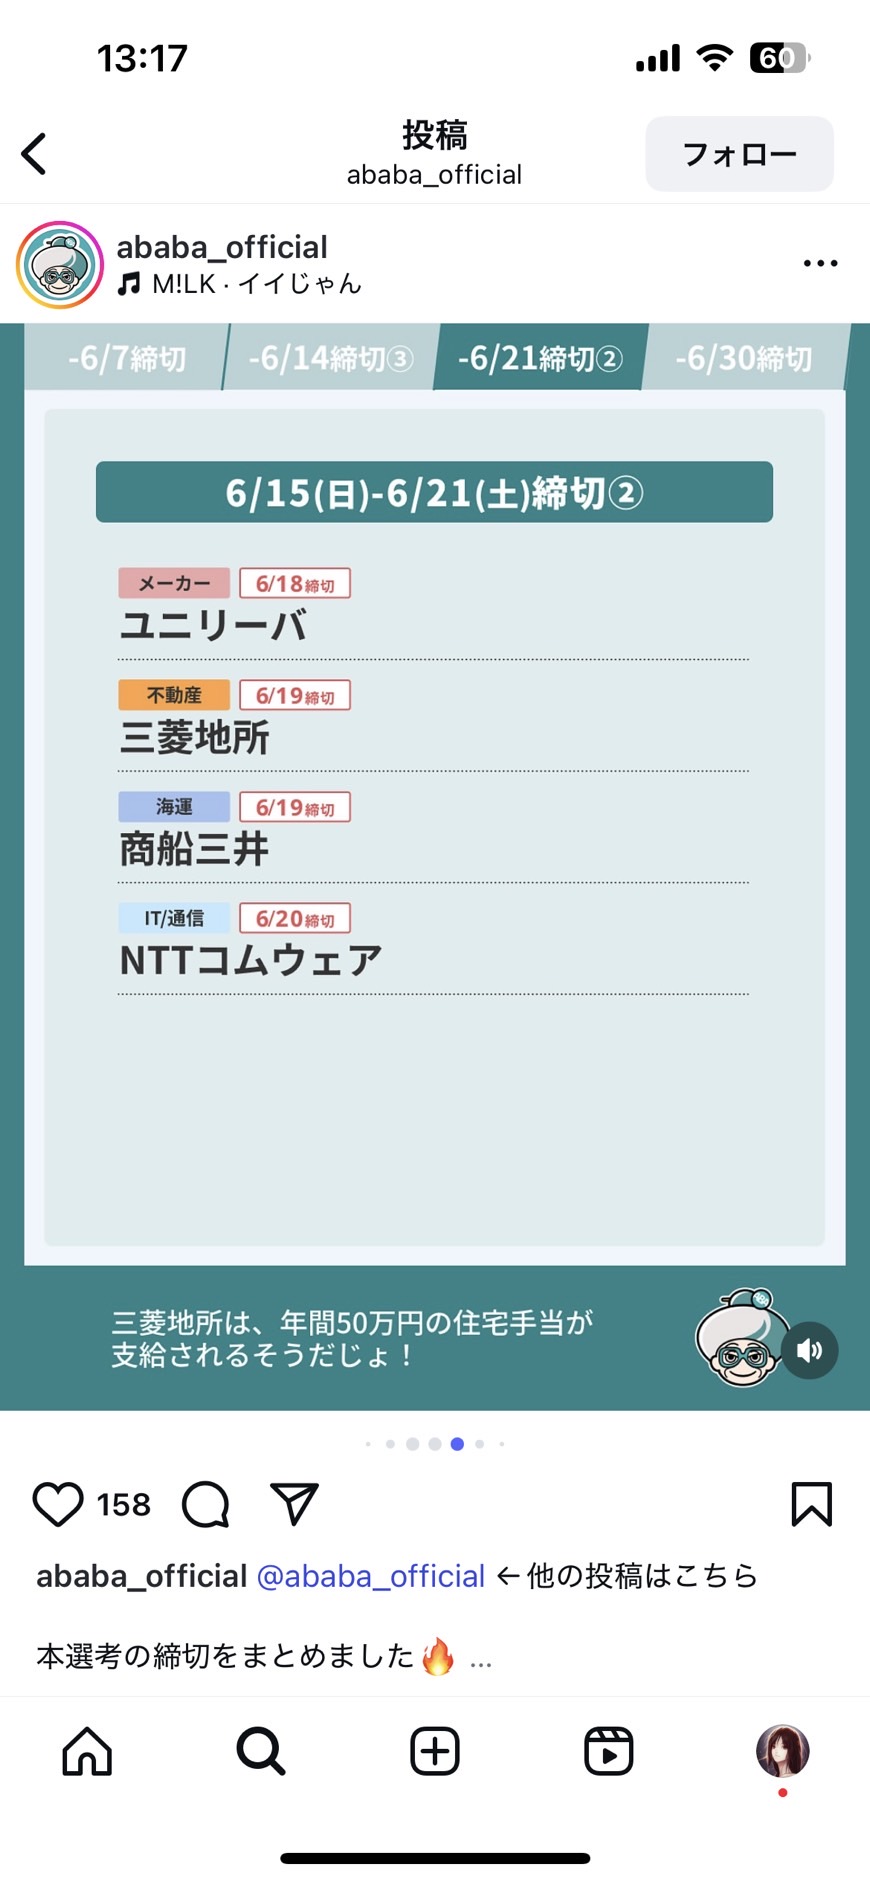 13:17
60
投稿
ababa_official
フォロー
ababa_official
M!LK · イイじゃん
-6/7締切
-6/14締切③
-6/21締切②
-6/30締切
6/15(日)-6/21(土)締切②
メーカー 6/18締切
ユニリーバ
不動産 6/19締切
三菱地所
海運 6/19締切
商船三井
IT/通信 6/20締切
NTTコムウェア
三菱地所は、年間50万円の住宅手当が
支給されるそうだじょ！
158
ababa_official @ababa_official ←他の投稿はこちら
本選考の締切をまとめました🔥 ...